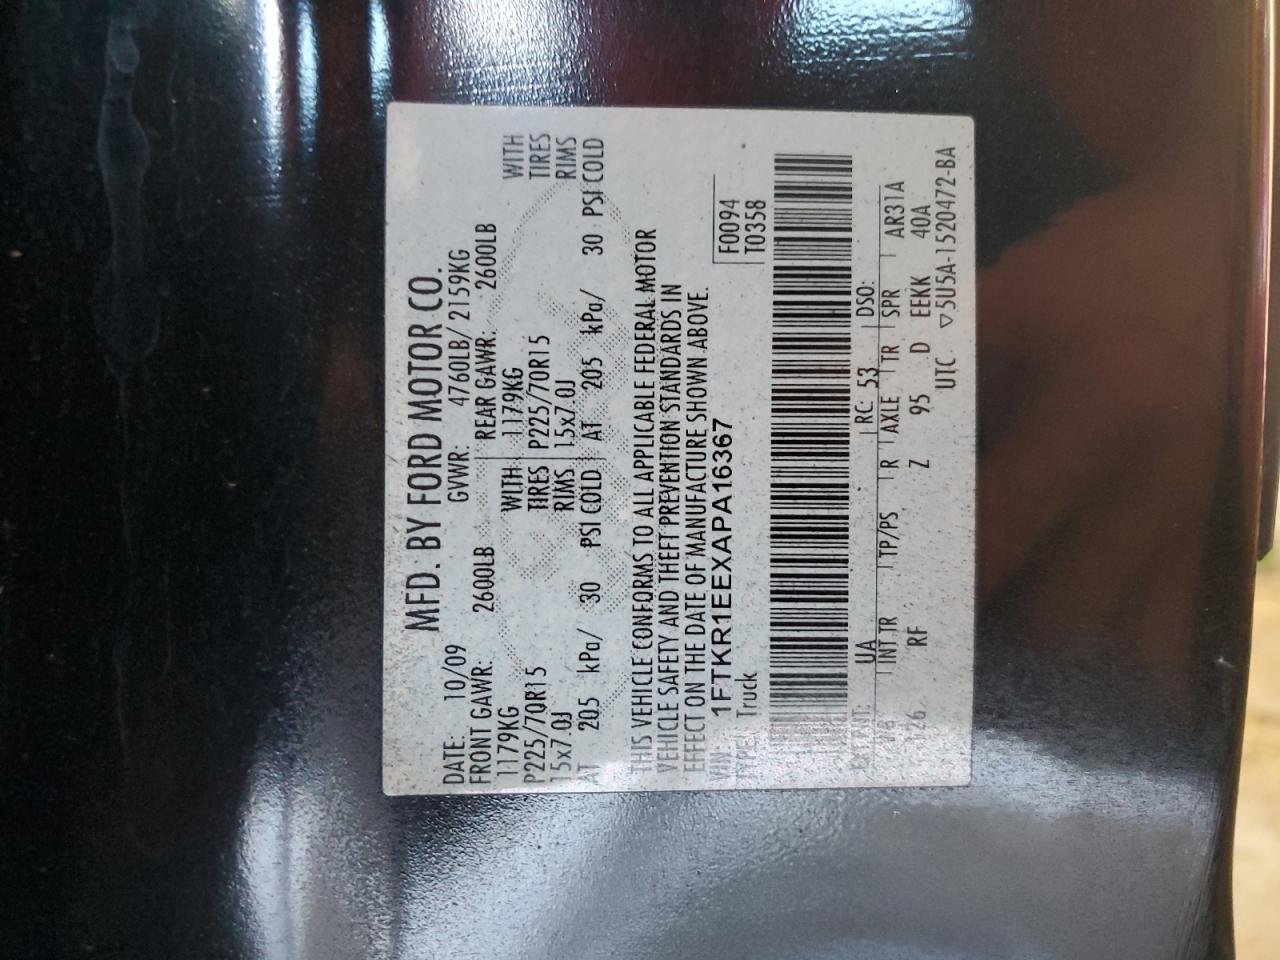 MFD. BY FORD MOTOR CO.
DATE: 10/09 GVWR: 4760LB/ 2159KG
FRONT GAWR: 2600LB REAR GAWR: 2600LB
1179KG WITH 1179KG WITH
P225/70R15 TIRES P225/70R15 TIRES
15x7.0J RIMS 15x7.0J RIMS
AT 205 kPa/ 30 PSI COLD AT 205 kPa/ 30 PSI COLD
THIS VEHICLE CONFORMS TO ALL APPLICABLE FEDERAL MOTOR
VEHICLE SAFETY AND THEFT PREVENTION STANDARDS IN
EFFECT ON THE DATE OF MANUFACTURE SHOWN ABOVE.
VIN: 1FTKR1EEXAPA16367
TYPE: Truck
F0094
T0358
EXT PNT: UA RC: 53 DSO:
WB INT TR TP/PS R AXLE TR SPR AR31A
126 RF Z 95 D EEKK 40A
UTC ▽5U5A-1520472-BA